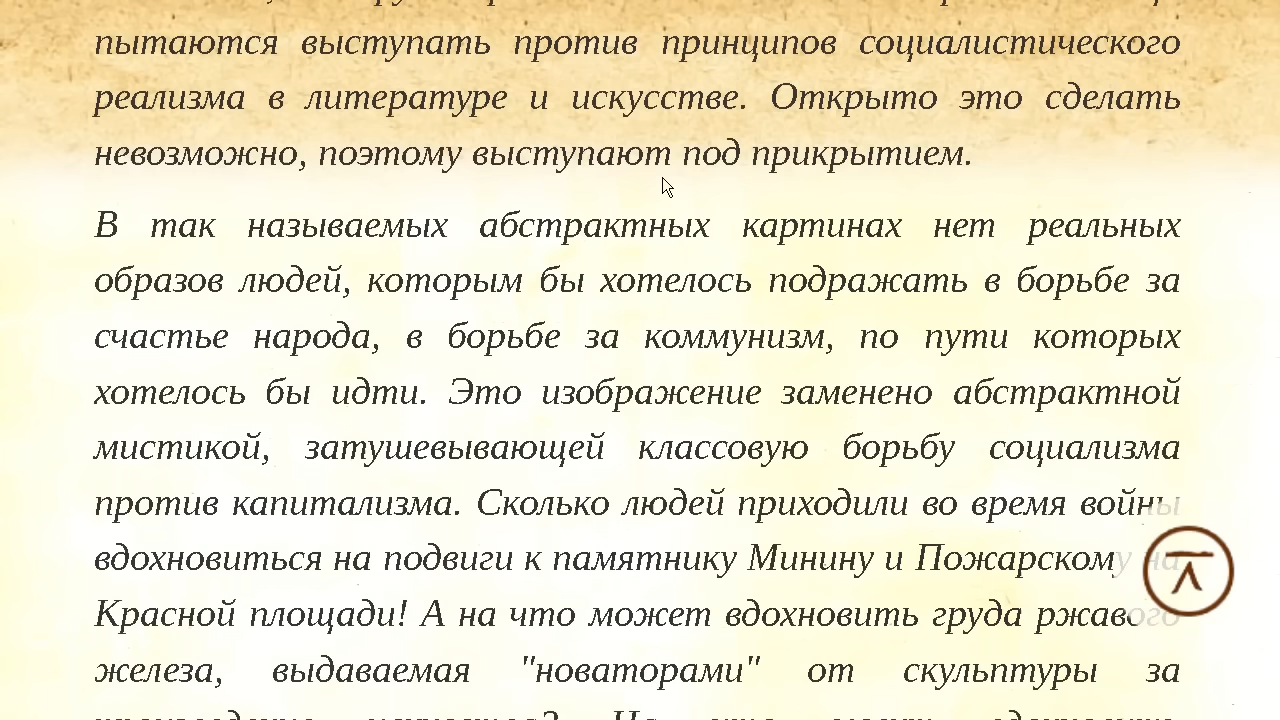 пытаются выступать против принципов социалистического
реализма в литературе и искусстве. Открыто это сделать
невозможно, поэтому выступают под прикрытием.
В так называемых абстрактных картинах нет реальных
образов людей, которым бы хотелось подражать в борьбе за
счастье народа, в борьбе за коммунизм, по пути которых
хотелось бы идти. Это изображение заменено абстрактной
мистикой, затушевывающей классовую борьбу социализма
против капитализма. Сколько людей приходили во время войны
вдохновиться на подвиги к памятнику Минину и Пожарскому на
Красной площади! А на что может вдохновить груда ржавого
железа, выдаваемая "новаторами" от скульптуры за